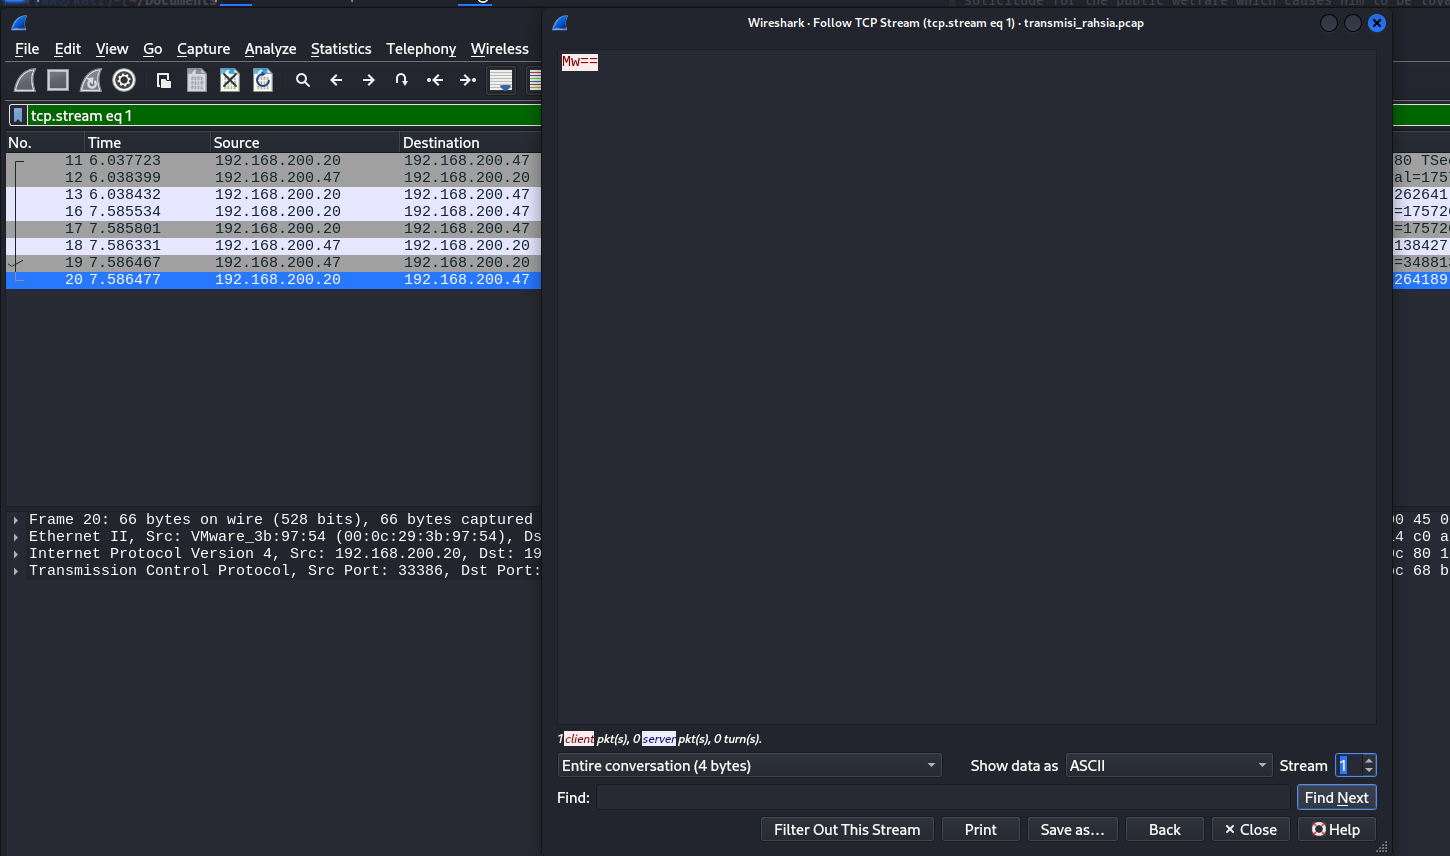 Wireshark · Follow TCP Stream (tcp.stream eq 1) · transmisi_rahsia.pcap
File Edit View Go Capture Analyze Statistics Telephony Wireless
Mw==
tcp.stream eq 1
No. Time Source Destination
11 6.037723 192.168.200.20 192.168.200.47 80 TSec
12 6.038399 192.168.200.47 192.168.200.20 al=1757
13 6.038432 192.168.200.20 192.168.200.47 262641
16 7.585534 192.168.200.20 192.168.200.47 =175726
17 7.585801 192.168.200.20 192.168.200.47 =175726
18 7.586331 192.168.200.47 192.168.200.20 138427
19 7.586467 192.168.200.47 192.168.200.20 =348813
20 7.586477 192.168.200.20 192.168.200.47 264189
Frame 20: 66 bytes on wire (528 bits), 66 bytes captured
Ethernet II, Src: VMware_3b:97:54 (00:0c:29:3b:97:54), Ds
Internet Protocol Version 4, Src: 192.168.200.20, Dst: 19
Transmission Control Protocol, Src Port: 33386, Dst Port:
00 45 0
14 c0 a
80 1
68 b
1 client pkt(s), 0 server pkt(s), 0 turn(s).
Entire conversation (4 bytes) Show data as ASCII Stream 1
Find: Find Next
Filter Out This Stream Print Save as… Back Close Help